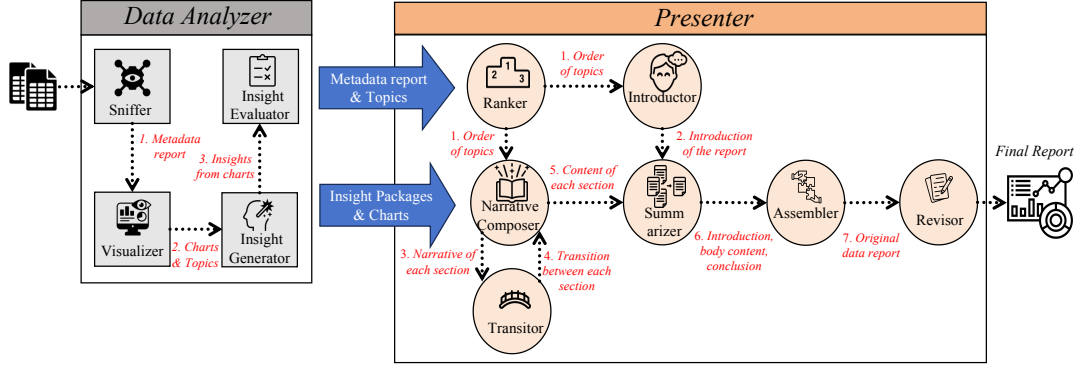 Data Analyzer
Sniffer
Insight
Evaluator
1. Metadata
report
3. Insights
from charts
Visualizer
2. Charts
& Topics
Insight
Generator
Metadata report
& Topics
Insight Packages
& Charts
Presenter
2 1 3
Ranker
1. Order
of topics
Introductor
1. Order
of topics
2. Introduction
of the report
Narrative
Composer
5. Content of
each section
Summ
arizer
6. Introduction,
body content,
conclusion
Assembler
7. Original
data report
Revisor
3. Narrative of
each section
4. Transition
between each
section
Transitor
Final Report